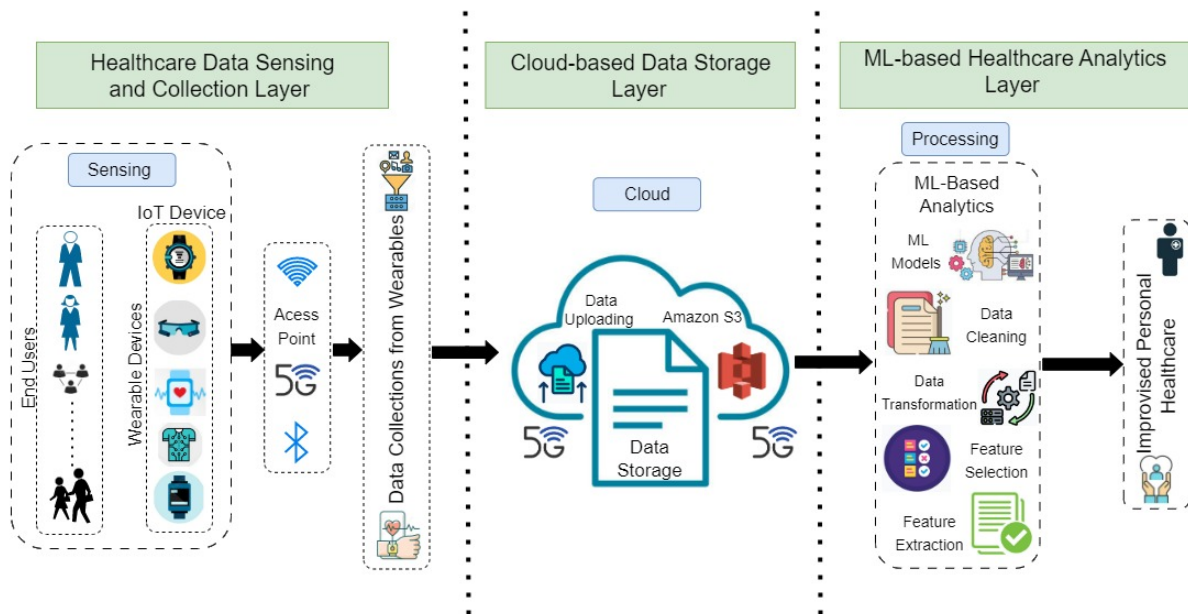 Healthcare Data Sensing
and Collection Layer
Cloud-based Data Storage
Layer
ML-based Healthcare Analytics
Layer
Sensing
IoT Device
End Users
Wearable Devices
Acess
Point
5G
Data Collections from Wearables
Cloud
Data
Uploading
Amazon S3
5G
Data
Storage
5G
Processing
ML-Based
Analytics
ML
Models
Data
Cleaning
Data
Transformation
Feature
Selection
Feature
Extraction
Improvised Personal
Healthcare